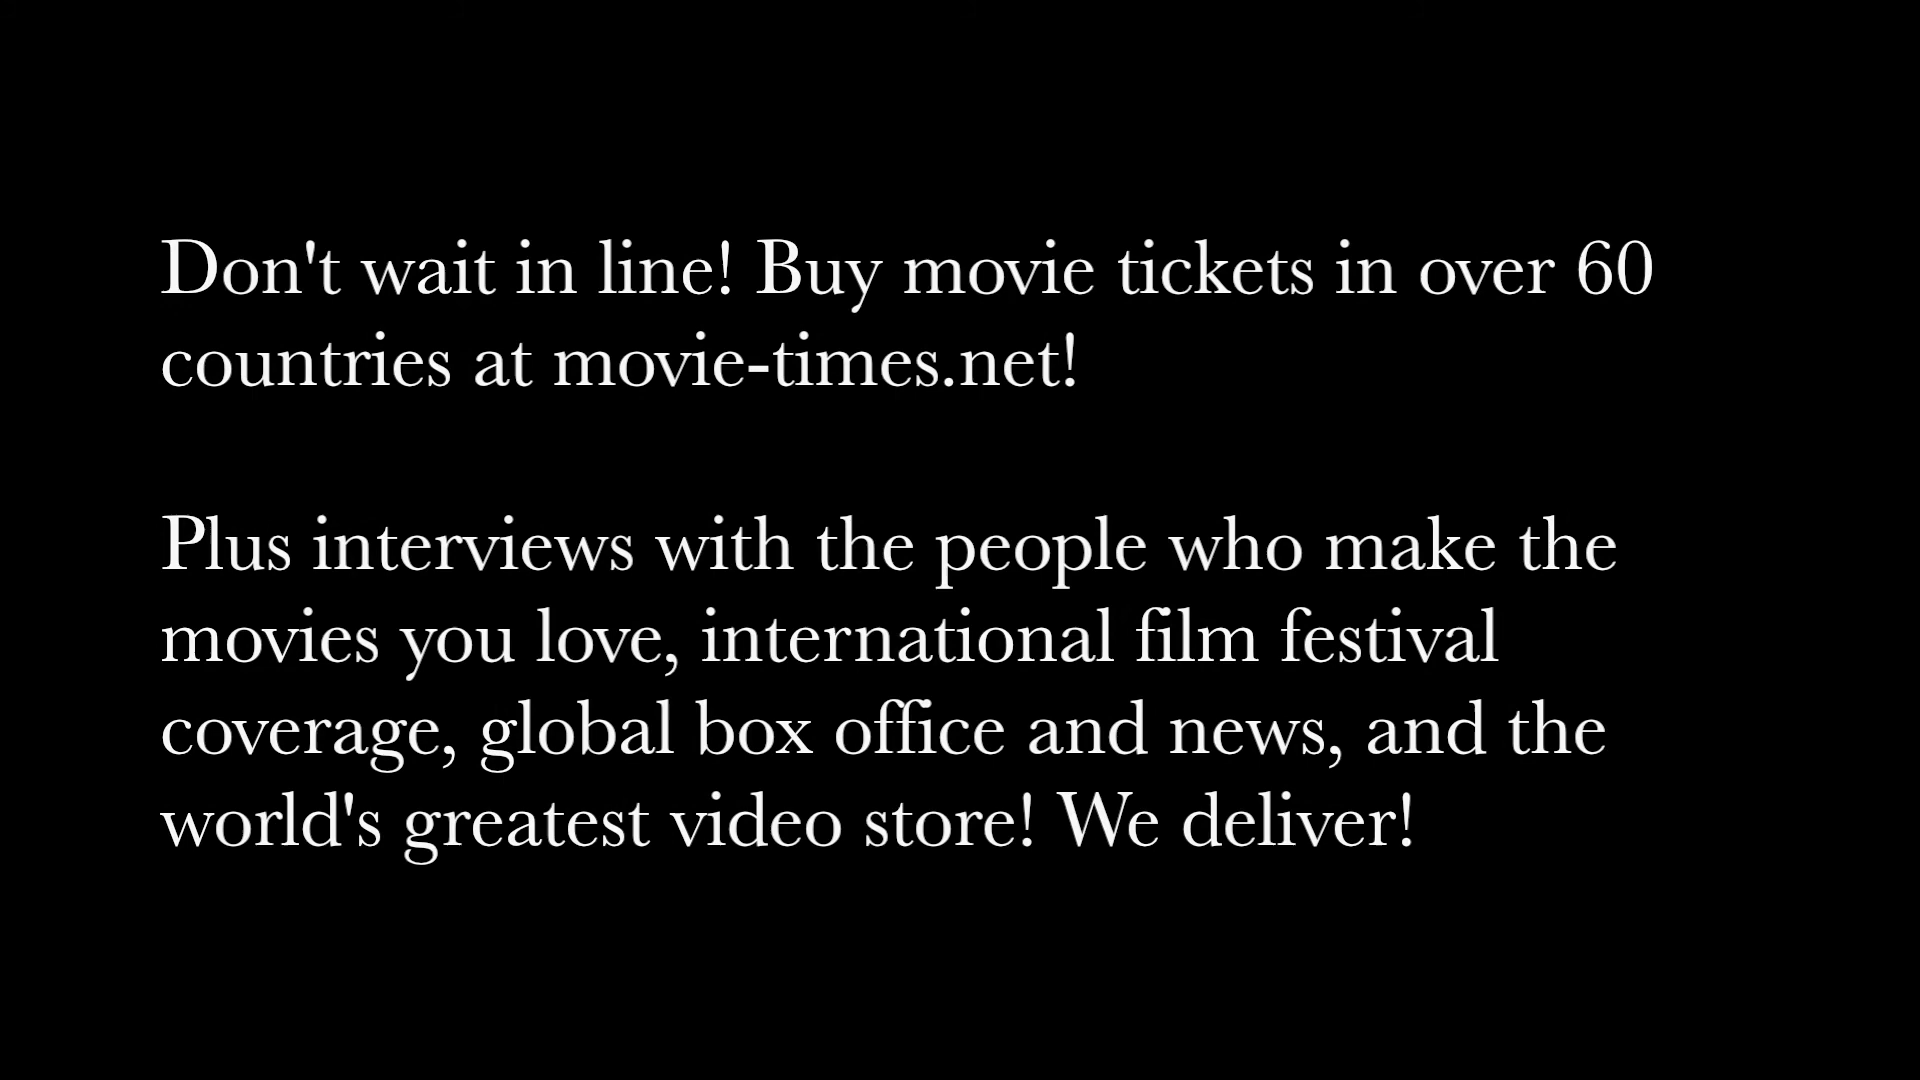 Don't wait in line! Buy movie tickets in over 60
countries at movie-times.net!
Plus interviews with the people who make the
movies you love, international film festival
coverage, global box office and news, and the
world's greatest video store! We deliver!